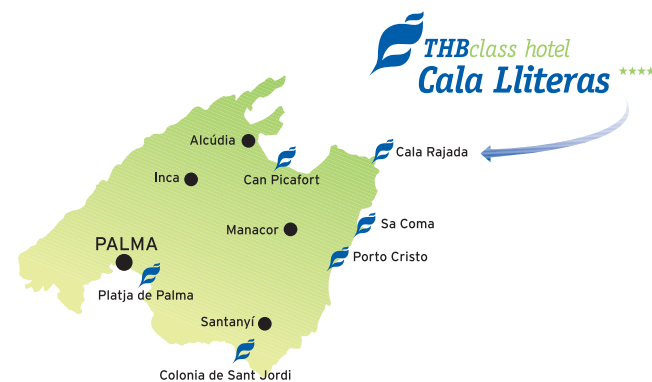 THBclass hotel
Cala Lliteras
Alcúdia
Cala Rajada
Inca
Can Picafort
Sa Coma
Manacor
PALMA
Porto Cristo
Platja de Palma
Santanyí
Colonia de Sant Jordi